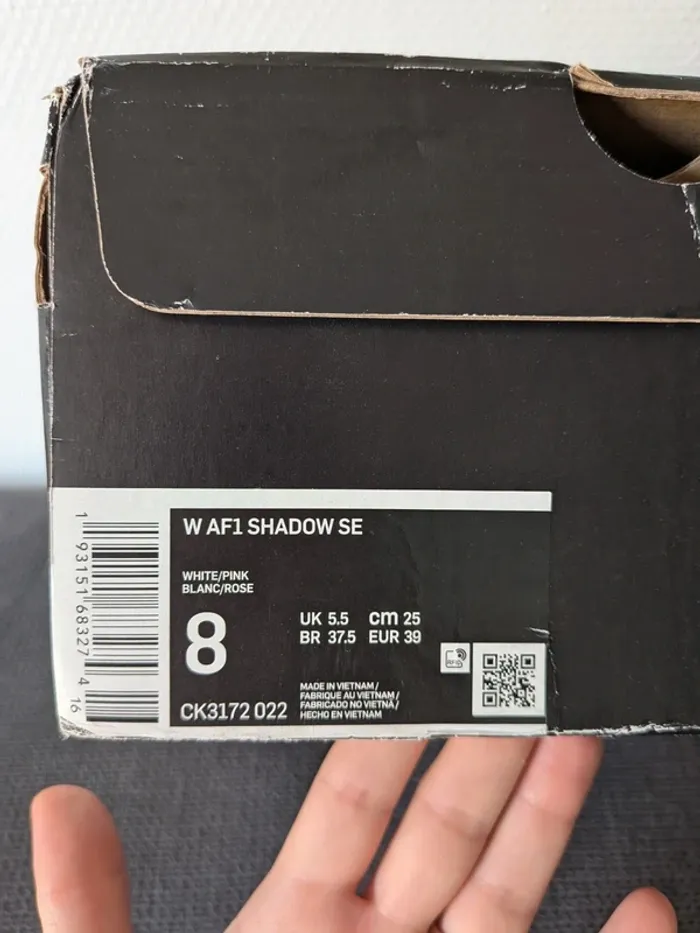 W AF1 SHADOW SE
WHITE/PINK
BLANC/ROSE
8
UK 5.5 cm 25
BR 37.5 EUR 39
CK3172 022
MADE IN VIETNAM /
FABRIQUE AU VIETNAM /
FABRICADO NO VIETNÃ /
HECHO EN VIETNAM
RFID
1 93151 68327 4 16